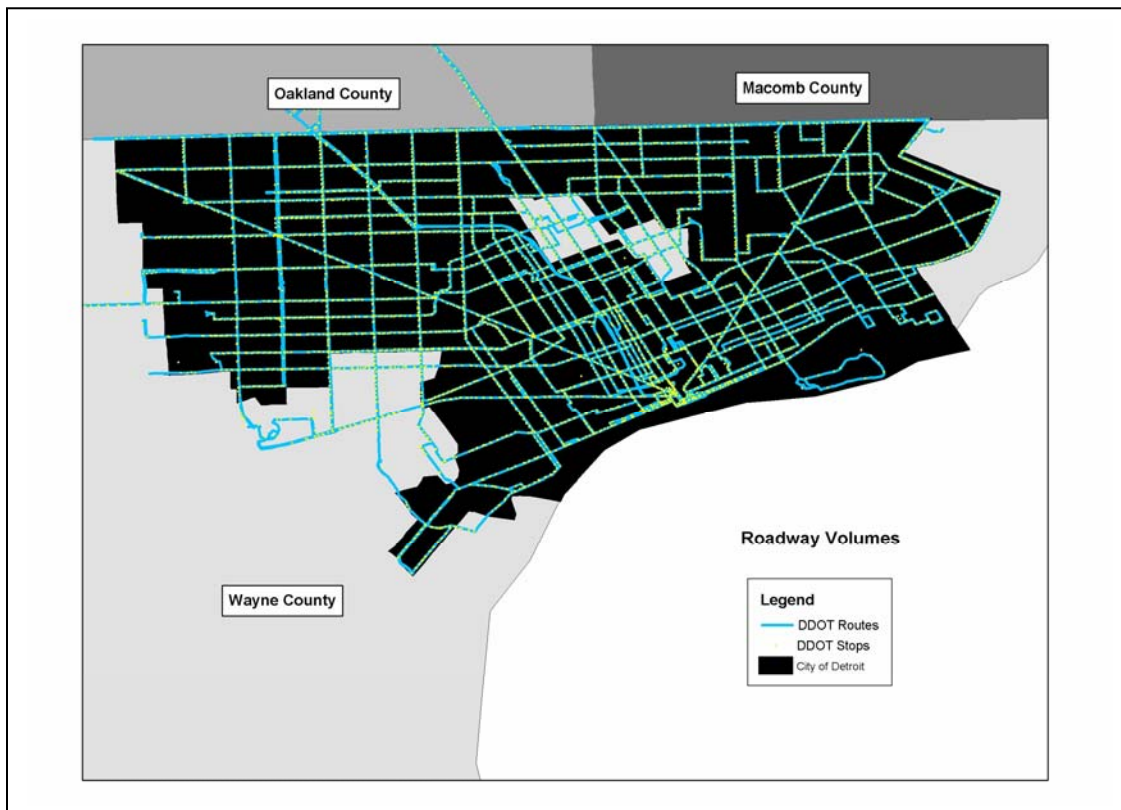 Oakland County
Macomb County
Wayne County
Roadway Volumes
Legend
DDOT Routes
DDOT Stops
City of Detroit